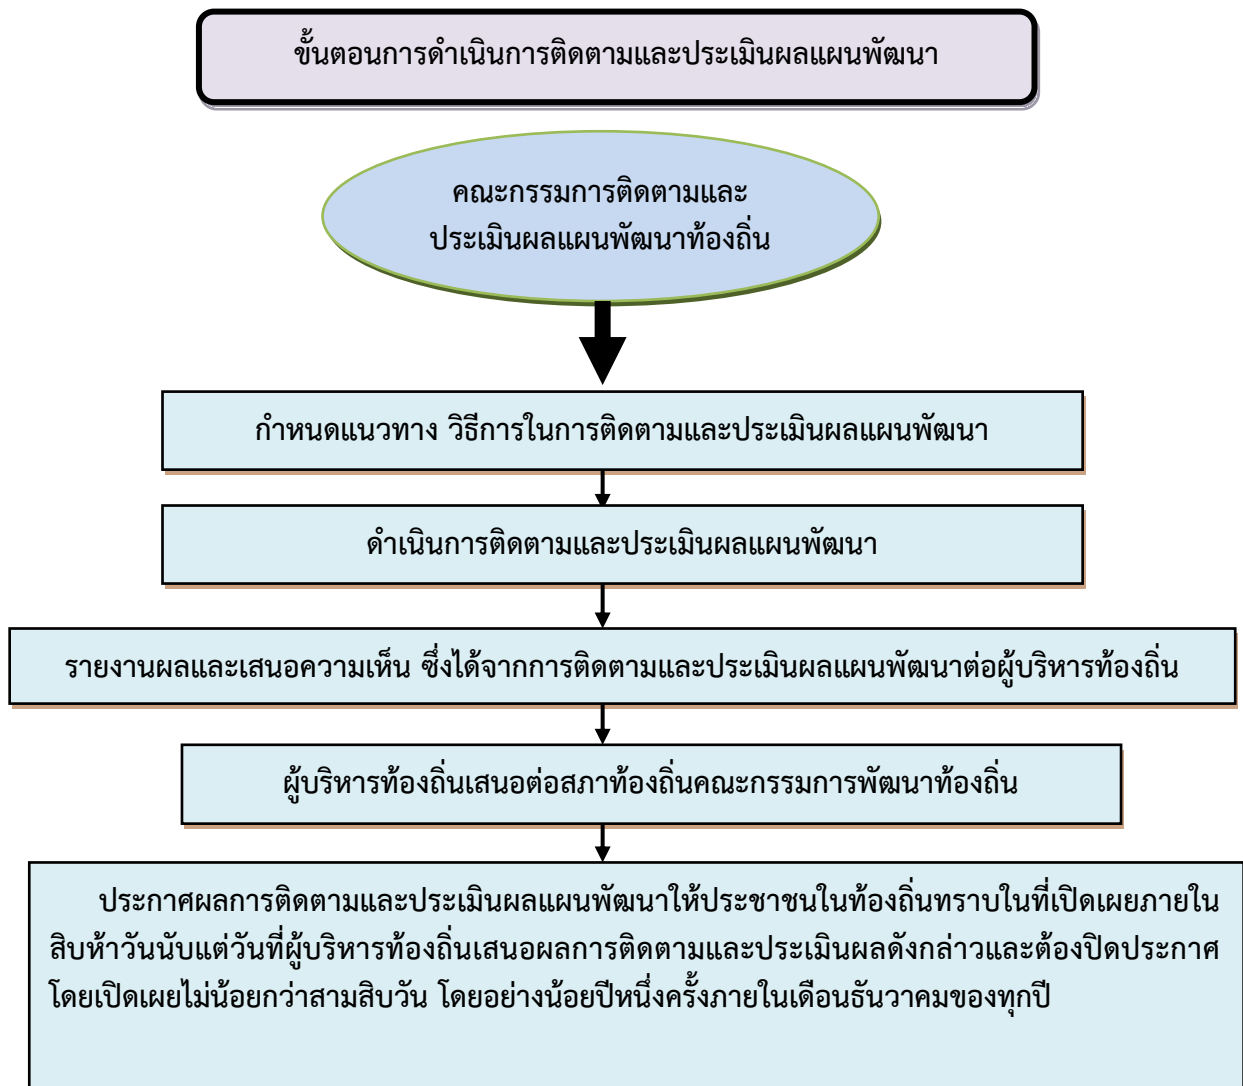 ขั้นตอนการดำเนินการติดตามและประเมินผลแผนพัฒนา
คณะกรรมการติดตามและ
ประเมินผลแผนพัฒนาท้องถิ่น
กำหนดแนวทาง วิธีการในการติดตามและประเมินผลแผนพัฒนา
ดำเนินการติดตามและประเมินผลแผนพัฒนา
รายงานผลและเสนอความเห็น ซึ่งได้จากการติดตามและประเมินผลแผนพัฒนาต่อผู้บริหารท้องถิ่น
ผู้บริหารท้องถิ่นเสนอต่อสภาท้องถิ่นคณะกรรมการพัฒนาท้องถิ่น
ประกาศผลการติดตามและประเมินผลแผนพัฒนาให้ประชาชนในท้องถิ่นทราบในที่เปิดเผยภายใน
สิบห้าวันนับแต่วันที่ผู้บริหารท้องถิ่นเสนอผลการติดตามและประเมินผลดังกล่าวและต้องปิดประกาศ
โดยเปิดเผยไม่น้อยกว่าสามสิบวัน โดยอย่างน้อยปีหนึ่งครั้งภายในเดือนธันวาคมของทุกปี